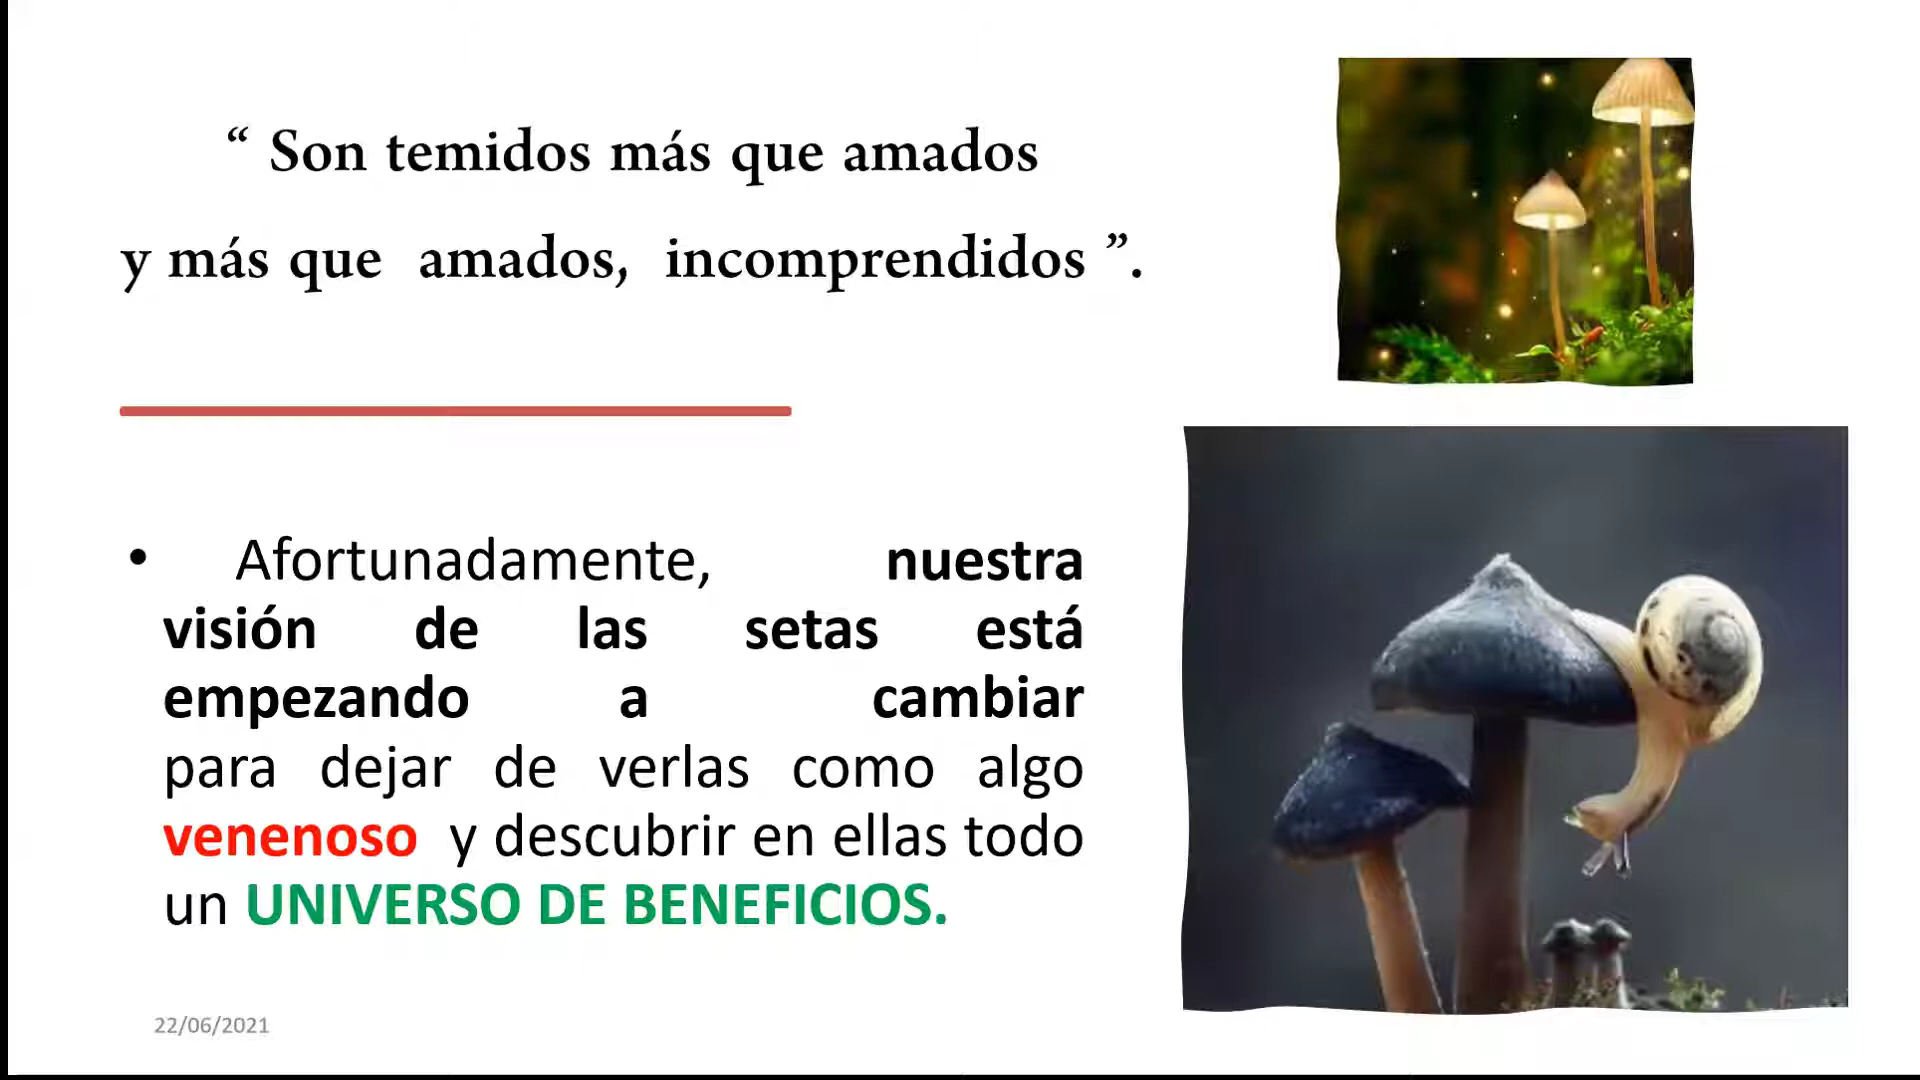 “ Son temidos más que amados
y más que amados, incomprendidos ”.
• Afortunadamente, nuestra
visión de las setas está
empezando a cambiar
para dejar de verlas como algo
venenoso y descubrir en ellas todo
un UNIVERSO DE BENEFICIOS.
22/06/2021